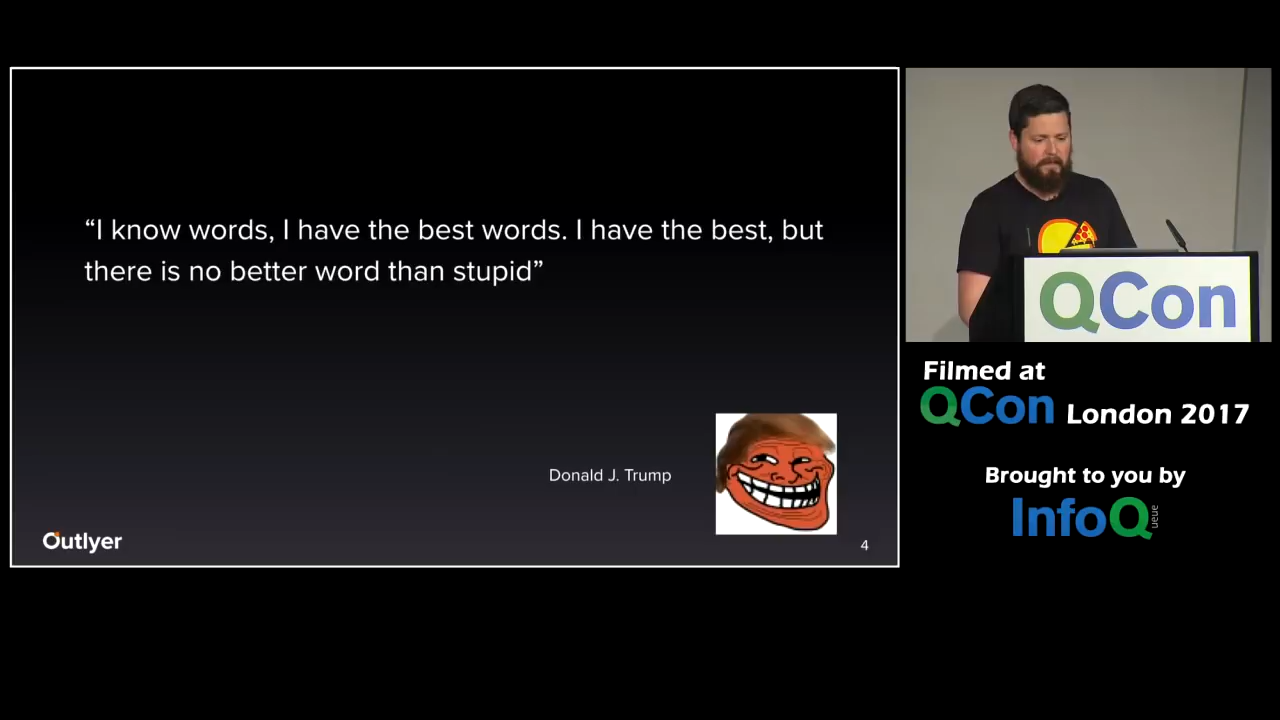 “I know words, I have the best words. I have the best, but
there is no better word than stupid”
Donald J. Trump
Outlyer
4
QCon
Filmed at
QCon London 2017
Brought to you by
InfoQ
ueue